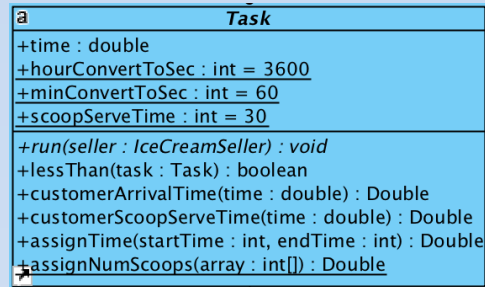 a
Task
+time : double
+hourConvertToSec : int = 3600
+minConvertToSec : int = 60
+scoopServeTime : int = 30
+run(seller : IceCreamSeller) : void
+lessThan(task : Task) : boolean
+customerArrivalTime(time : double) : Double
+customerScoopServeTime(time : double) : Double
+assignTime(startTime : int, endTime : int) : Double
+assignNumScoops(array : int[]) : Double